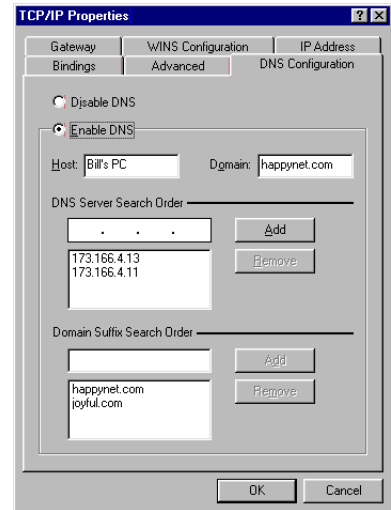 TCP/IP Properties
Gateway WINS Configuration IP Address
Bindings Advanced DNS Configuration
Disable DNS
Enable DNS
Host: Bill's PC Domain: happynet.com
DNS Server Search Order
. . . Add
173.166.4.13 Remove
173.166.4.11
Domain Suffix Search Order
Add
happynet.com Remove
joyful.com
OK Cancel